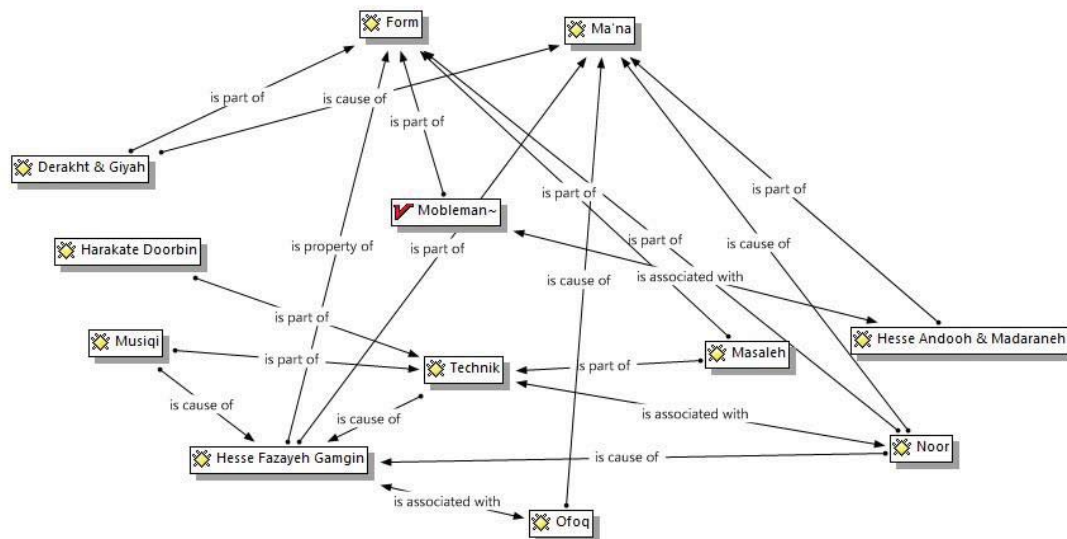 Form
Ma'na
is part of
is cause of
is part of
Derakht & Giyah
is part of
is part of
Mobleman~
Harakate Doorbin
is property of
is part of
is part of
is cause of
is associated with
is cause of
is part of
Musiqi
is part of
Technik
is part of
Masaleh
Hesse Andooh & Madaraneh
is cause of
is cause of
is associated with
Hesse Fazayeh Gamgin
is cause of
Noor
is associated with
Ofoq